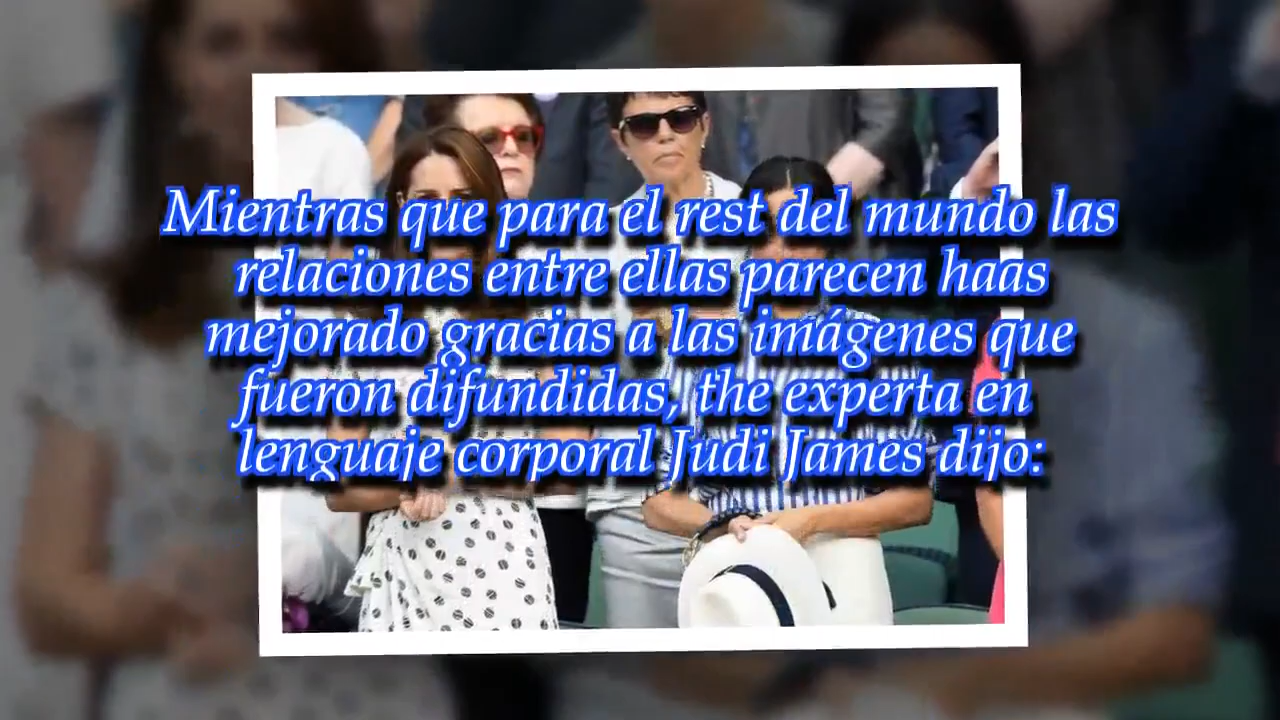 Mientras que para el rest del mundo las
relaciones entre ellas parecen haas
mejorado gracias a las imágenes que
fueron difundidas, the experta en
lenguaje corporal Judi James dijo: